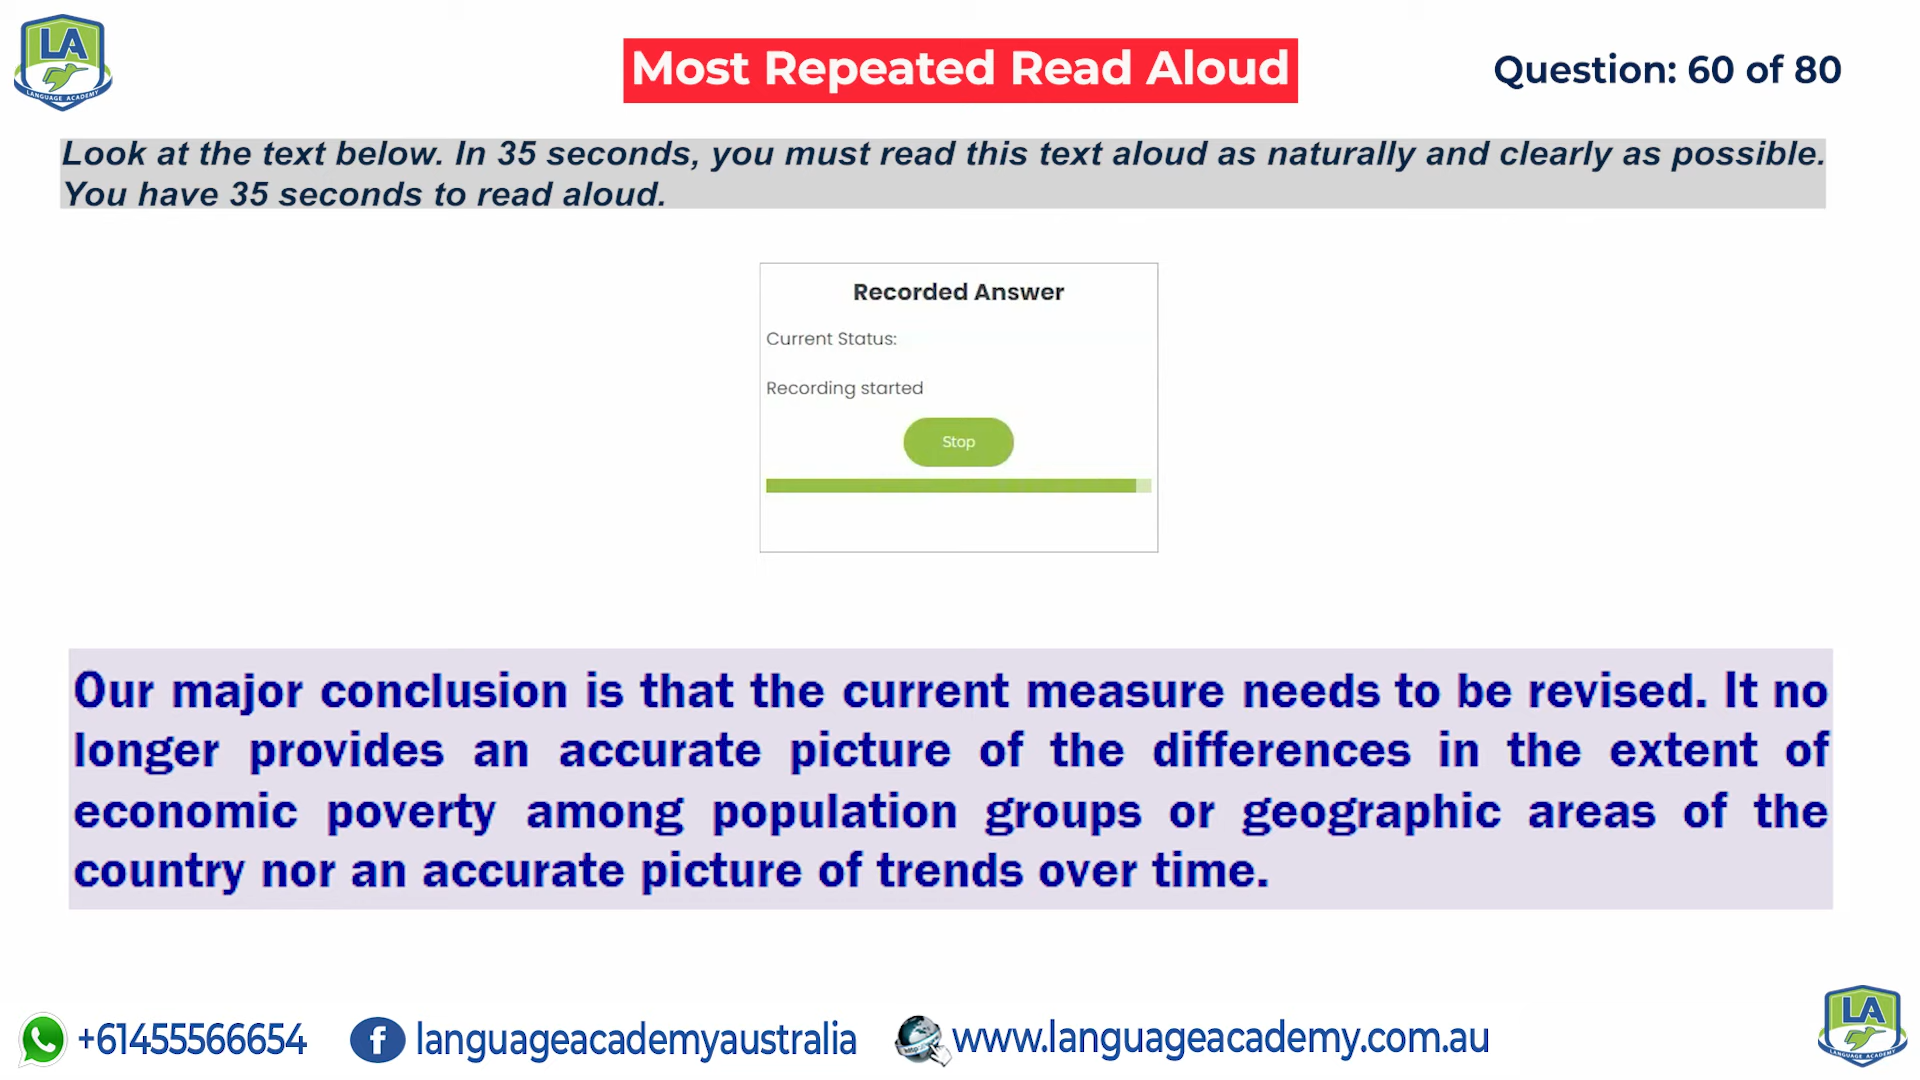 LA
LANGUAGE ACADEMY
Most Repeated Read Aloud
Question: 60 of 80
Look at the text below. In 35 seconds, you must read this text aloud as naturally and clearly as possible.
You have 35 seconds to read aloud.
Recorded Answer
Current Status:
Recording started
Stop
Our major conclusion is that the current measure needs to be revised. It no
longer provides an accurate picture of the differences in the extent of
economic poverty among population groups or geographic areas of the
country nor an accurate picture of trends over time.
+61455566654
f
languageacademyaustralia
http
www.languageacademy.com.au
LA
LANGUAGE ACADEMY